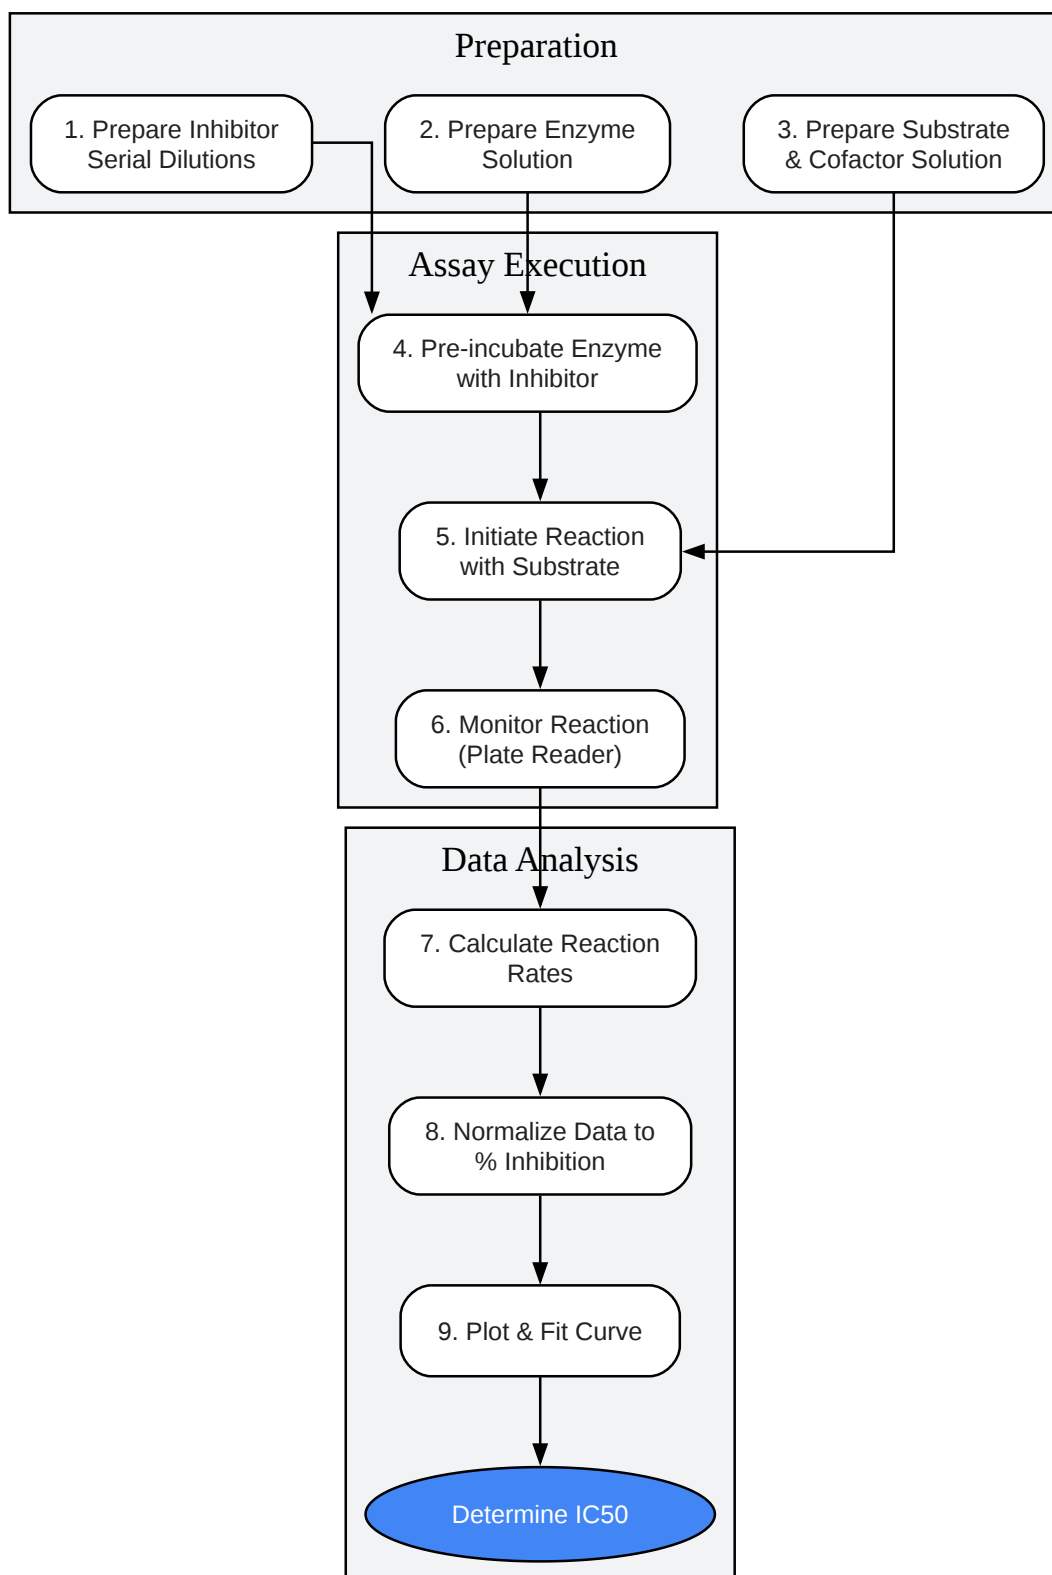 Preparation
1. Prepare Inhibitor
Serial Dilutions
2. Prepare Enzyme
Solution
3. Prepare Substrate
& Cofactor Solution
Assay Execution
4. Pre-incubate Enzyme
with Inhibitor
5. Initiate Reaction
with Substrate
6. Monitor Reaction
(Plate Reader)
Data Analysis
7. Calculate Reaction
Rates
8. Normalize Data to
% Inhibition
9. Plot & Fit Curve
Determine IC50